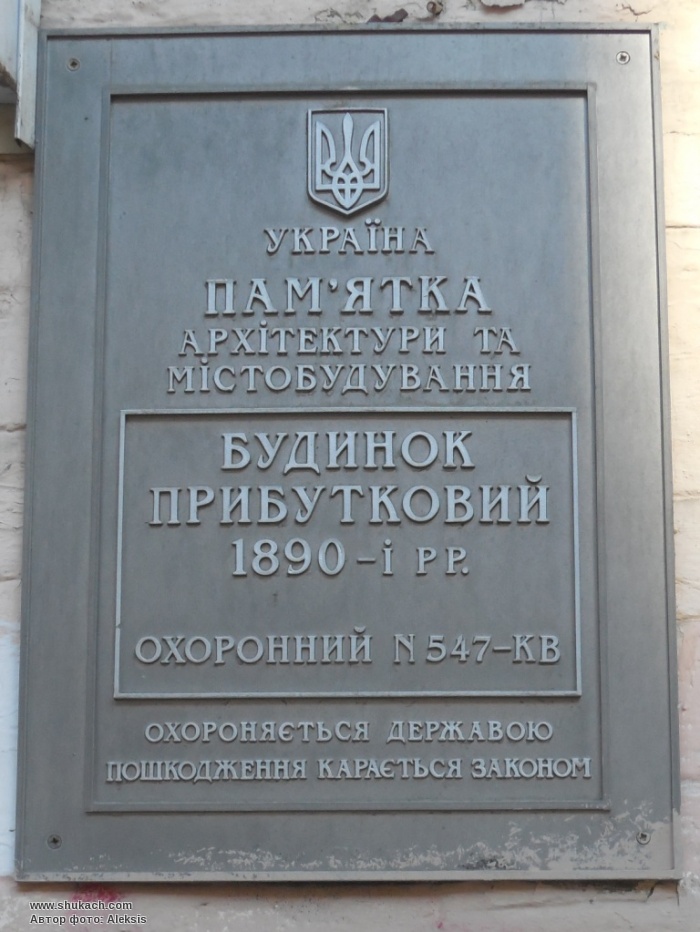 УКРАЇНА
ПАМ'ЯТКА
АРХІТЕКТУРИ ТА
МІСТОБУДУВАННЯ
БУДИНОК
ПРИБУТКОВИЙ
1890-і РР.
ОХОРОННИЙ N 547-КВ
ОХОРОНЯЄТЬСЯ ДЕРЖАВОЮ
ПОШКОДЖЕННЯ КАРАЄТЬСЯ ЗАКОНОМ
www.shukach.com
Автор фото: Aleksis